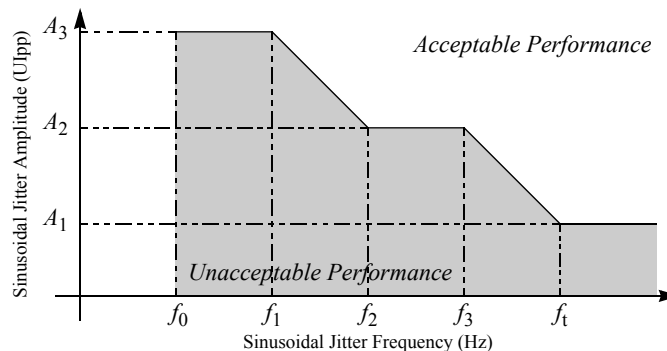 A3
Acceptable Performance
A2
A1
Sinusoidal Jitter Amplitude (UIpp)
Unacceptable Performance
f0 f1 f2 f3 ft
Sinusoidal Jitter Frequency (Hz)